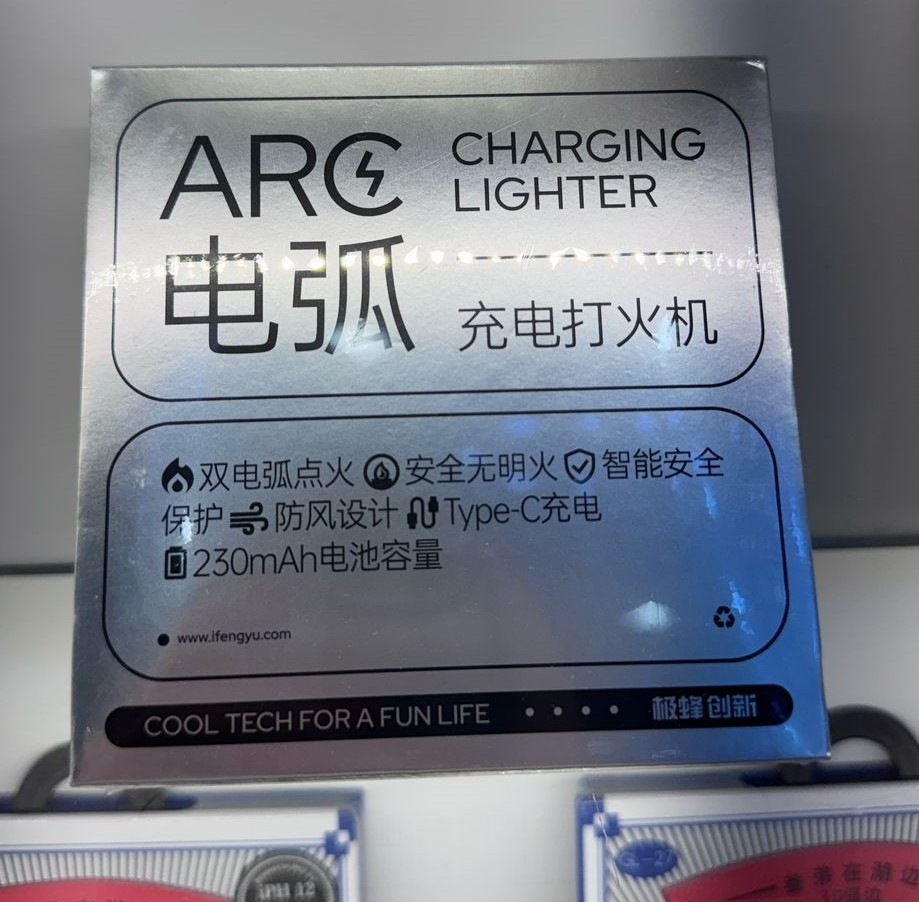 ARC
CHARGING
LIGHTER
电弧
充电打火机
双电弧点火 安全无明火 智能安全
保护 防风设计 Type-C充电
230mAh电池容量
www.ifengyu.com
COOL TECH FOR A FUN LIFE
极蜂创新
iPH 12